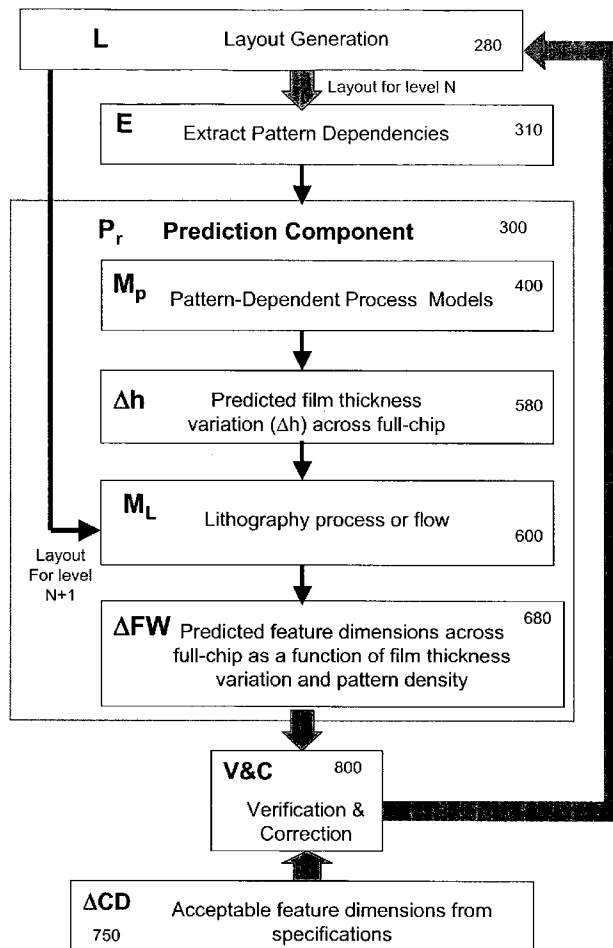 L Layout Generation 280
Layout for level N
E Extract Pattern Dependencies 310
Pr Prediction Component 300
Mp Pattern-Dependent Process Models 400
Δh Predicted film thickness 580
variation (Δh) across full-chip
ML Lithography process or flow 600
Layout
For level
N+1
ΔFW Predicted feature dimensions across 680
full-chip as a function of film thickness
variation and pattern density
V&C 800
Verification &
Correction
ΔCD Acceptable feature dimensions from
750 specifications